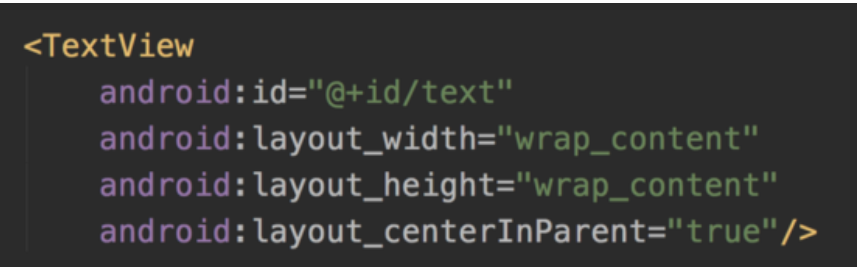 <TextView
android:id="@+id/text"
android:layout_width="wrap_content"
android:layout_height="wrap_content"
android:layout_centerInParent="true"/>